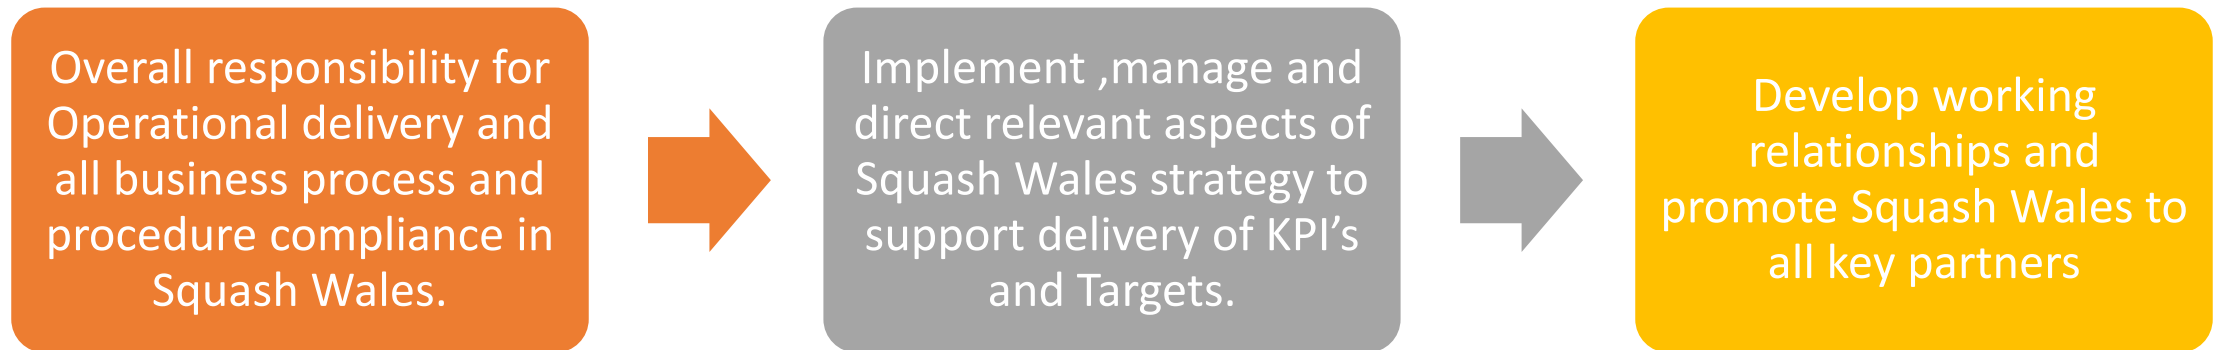 Overall responsibility for
Operational delivery and
all business process and
procedure compliance in
Squash Wales.
Implement ,manage and
direct relevant aspects of
Squash Wales strategy to
support delivery of KPI’s
and Targets.
Develop working
relationships and
promote Squash Wales to
all key partners